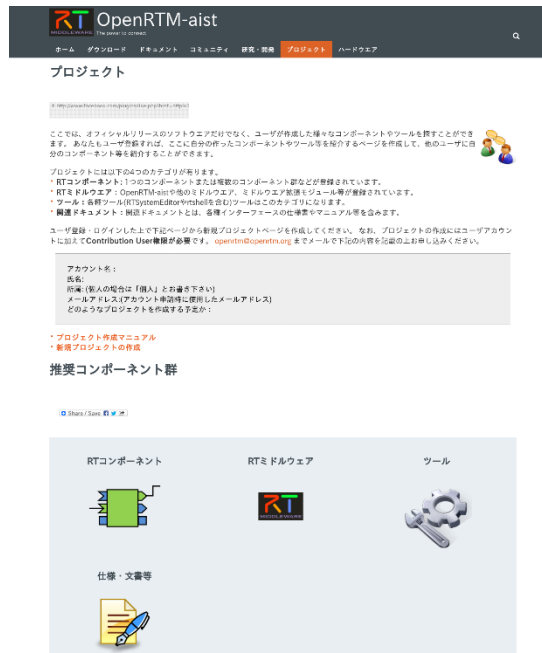 RT OpenRTM-aist
MIDDLEWARE The power to connect
ホーム ダウンロード ドキュメント コミュニティ 研究・開発 プロジェクト ハードウエア
プロジェクト
ここでは、オフィシャルリリースのソフトウエアだけでなく、ユーザが作成した様々なコンポーネントやツールを探すことができ
ます。 あなたもユーザ登録すれば、ここに自分の作ったコンポーネントやツール等を紹介するページを作成して、他のユーザに自
分のコンポーネント等を紹介することができます。
プロジェクトには以下の4つのカテゴリが有ります。
* RTコンポーネント: 1つのコンポーネントまたは複数のコンポーネント群などが登録されています。
* RTミドルウエア : OpenRTM-aistや他のミドルウエア、ミドルウエア拡張モジュール等が登録されています。
* ツール : 各種ツール(RTSystemEditorやrtshellを含む)ツールはこのカテゴリになります。
* 関連ドキュメント : 関連ドキュメントとは、各種インターフェースの仕様書やマニュアル等を含みます。
ユーザ登録・ログインした上で下記ページから新規プロジェクトページを作成してください。 なお、プロジェクトの作成にはユーザアカウン
トに加えてContribution User権限が必要です。 openrtm@openrtm.org までメールで下記の内容を記載の上お申し込みください。
アカウント名 :
氏名:
所属: (個人の場合は「個人」とお書き下さい)
メールアドレス:(アカウント申請時に使用したメールアドレス)
どのようなプロジェクトを作成する予定か :
* プロジェクト作成マニュアル
* 新規プロジェクトの作成
推奨コンポーネント群
Share / Save
RTコンポーネント RTミドルウェア ツール
RT
MIDDLEWARE
仕様・文書等